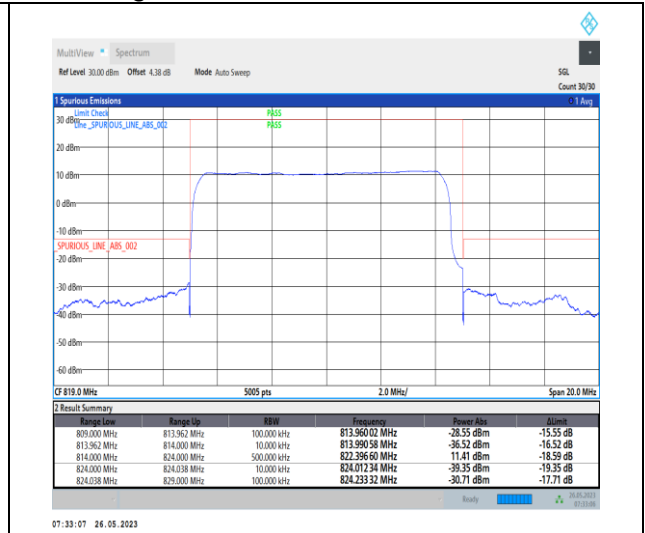 MultiView Spectrum
Ref Level 30.00 dBm Offset 4.38 dB Mode Auto Sweep SGL
Count 30/30
1 Spurious Emissions 1 Avg
Limit Check PASS
30 dBm Line _SPURIOUS_LINE_ABS_002 PASS
20 dBm
10 dBm
0 dBm
-10 dBm
SPURIOUS_LINE_ABS_002
-20 dBm
-30 dBm
-40 dBm
-50 dBm
-60 dBm
CF 819.0 MHz 5005 pts 2.0 MHz/ Span 20.0 MHz
2 Result Summary
Range Low Range Up RBW Frequency Power Abs ΔLimit
809.000 MHz 813.962 MHz 100.000 kHz 813.960 02 MHz -28.55 dBm -15.55 dB
813.962 MHz 814.000 MHz 10.000 kHz 813.990 58 MHz -36.52 dBm -16.52 dB
814.000 MHz 824.000 MHz 500.000 kHz 822.396 60 MHz 11.41 dBm -18.59 dB
824.000 MHz 824.038 MHz 10.000 kHz 824.012 34 MHz -39.35 dBm -19.35 dB
824.038 MHz 829.000 MHz 100.000 kHz 824.233 32 MHz -30.71 dBm -17.71 dB
Ready 26.05.2023
07:33:06
07:33:07 26.05.2023